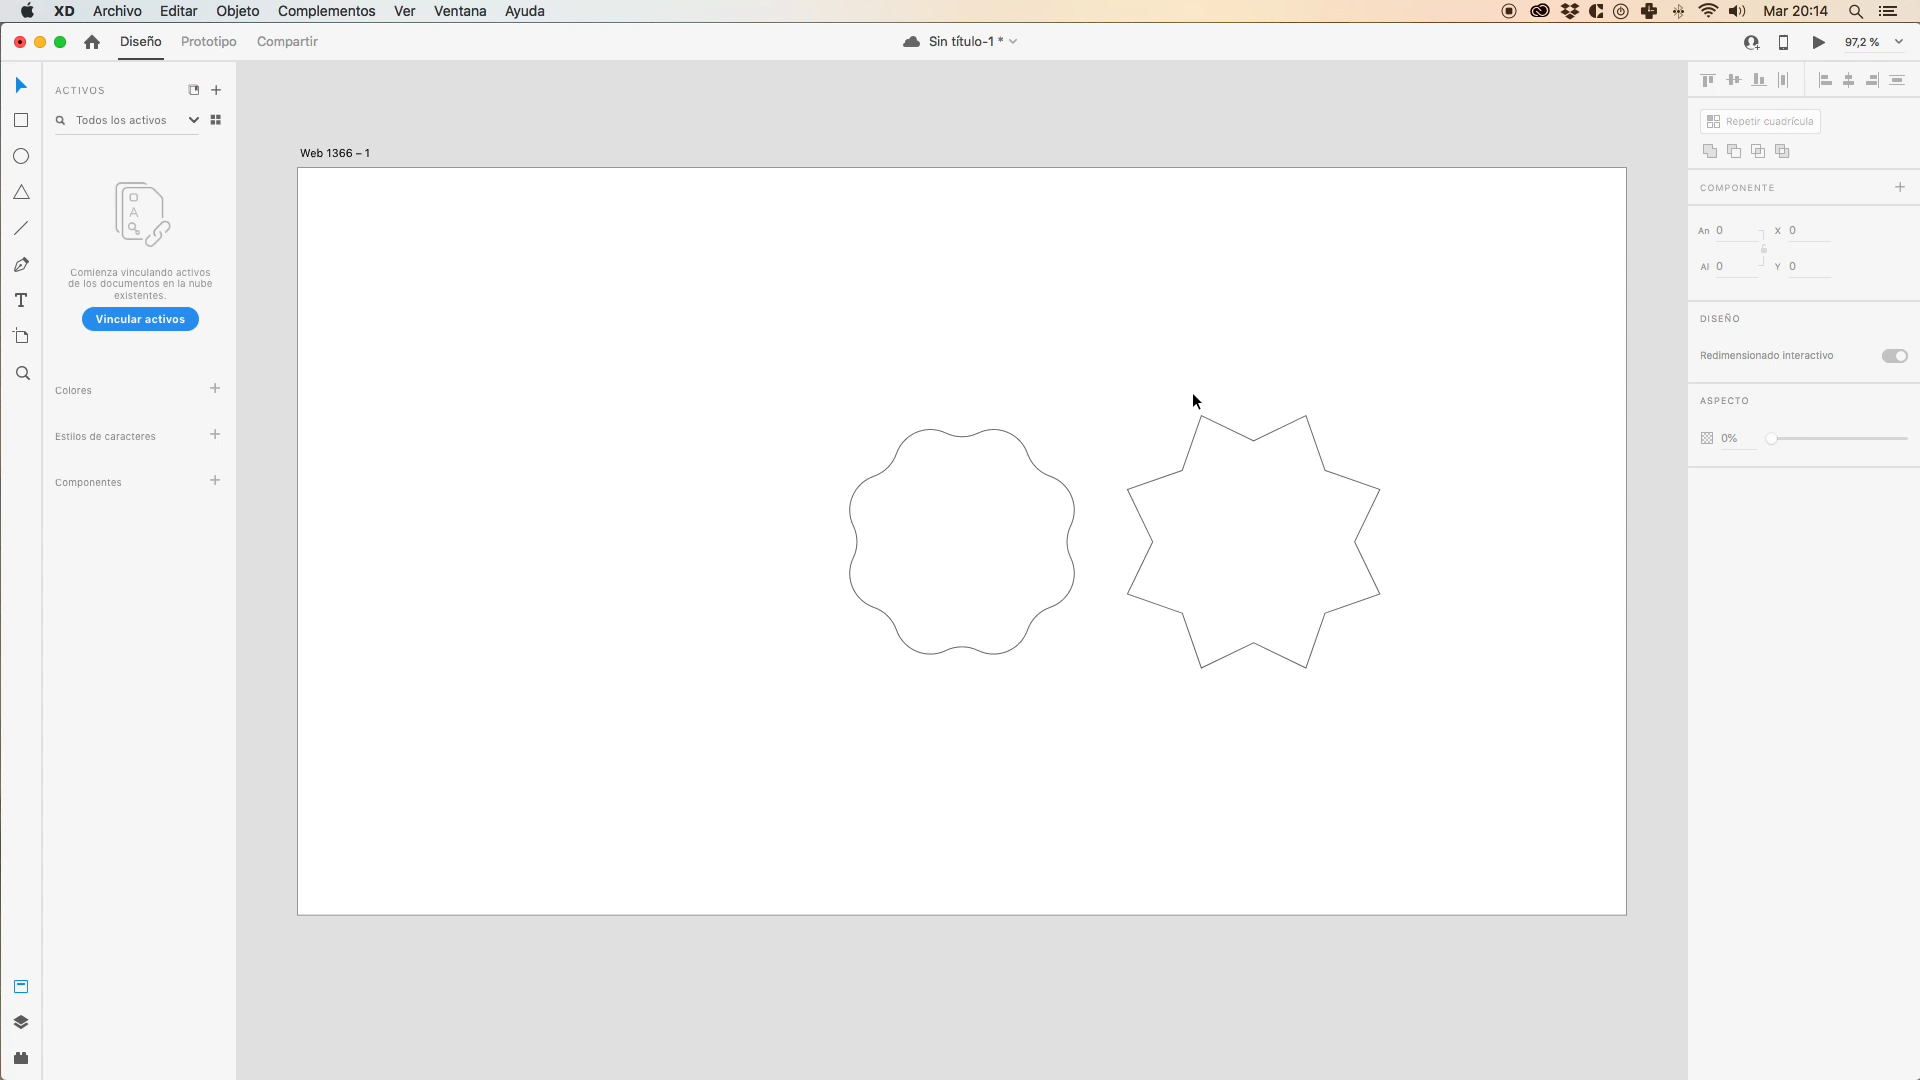 XD Archivo Editar Objeto Complementos Ver Ventana Ayuda
Mar 20:14
Diseño Prototipo Compartir
Sin título-1 *
97,2 %
ACTIVOS
Todos los activos
Comienza vinculando activos
de los documentos en la nube
existentes.
Vincular activos
Colores
Estilos de caracteres
Componentes
Web 1366 – 1
Repetir cuadrícula
COMPONENTE
An 0 X 0
Al 0 Y 0
DISEÑO
Redimensionado interactivo
ASPECTO
0%